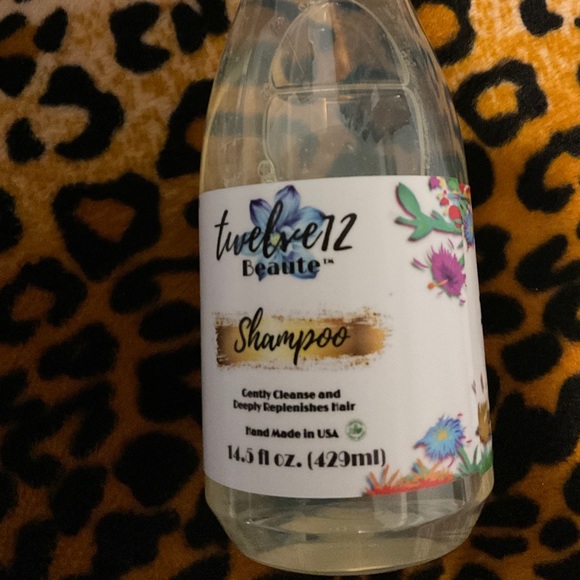 twelve12
Beaute™
Shampoo
Gently Cleanse and
Deeply Replenishes Hair
Hand Made in USA
14.5 fl oz. (429ml)